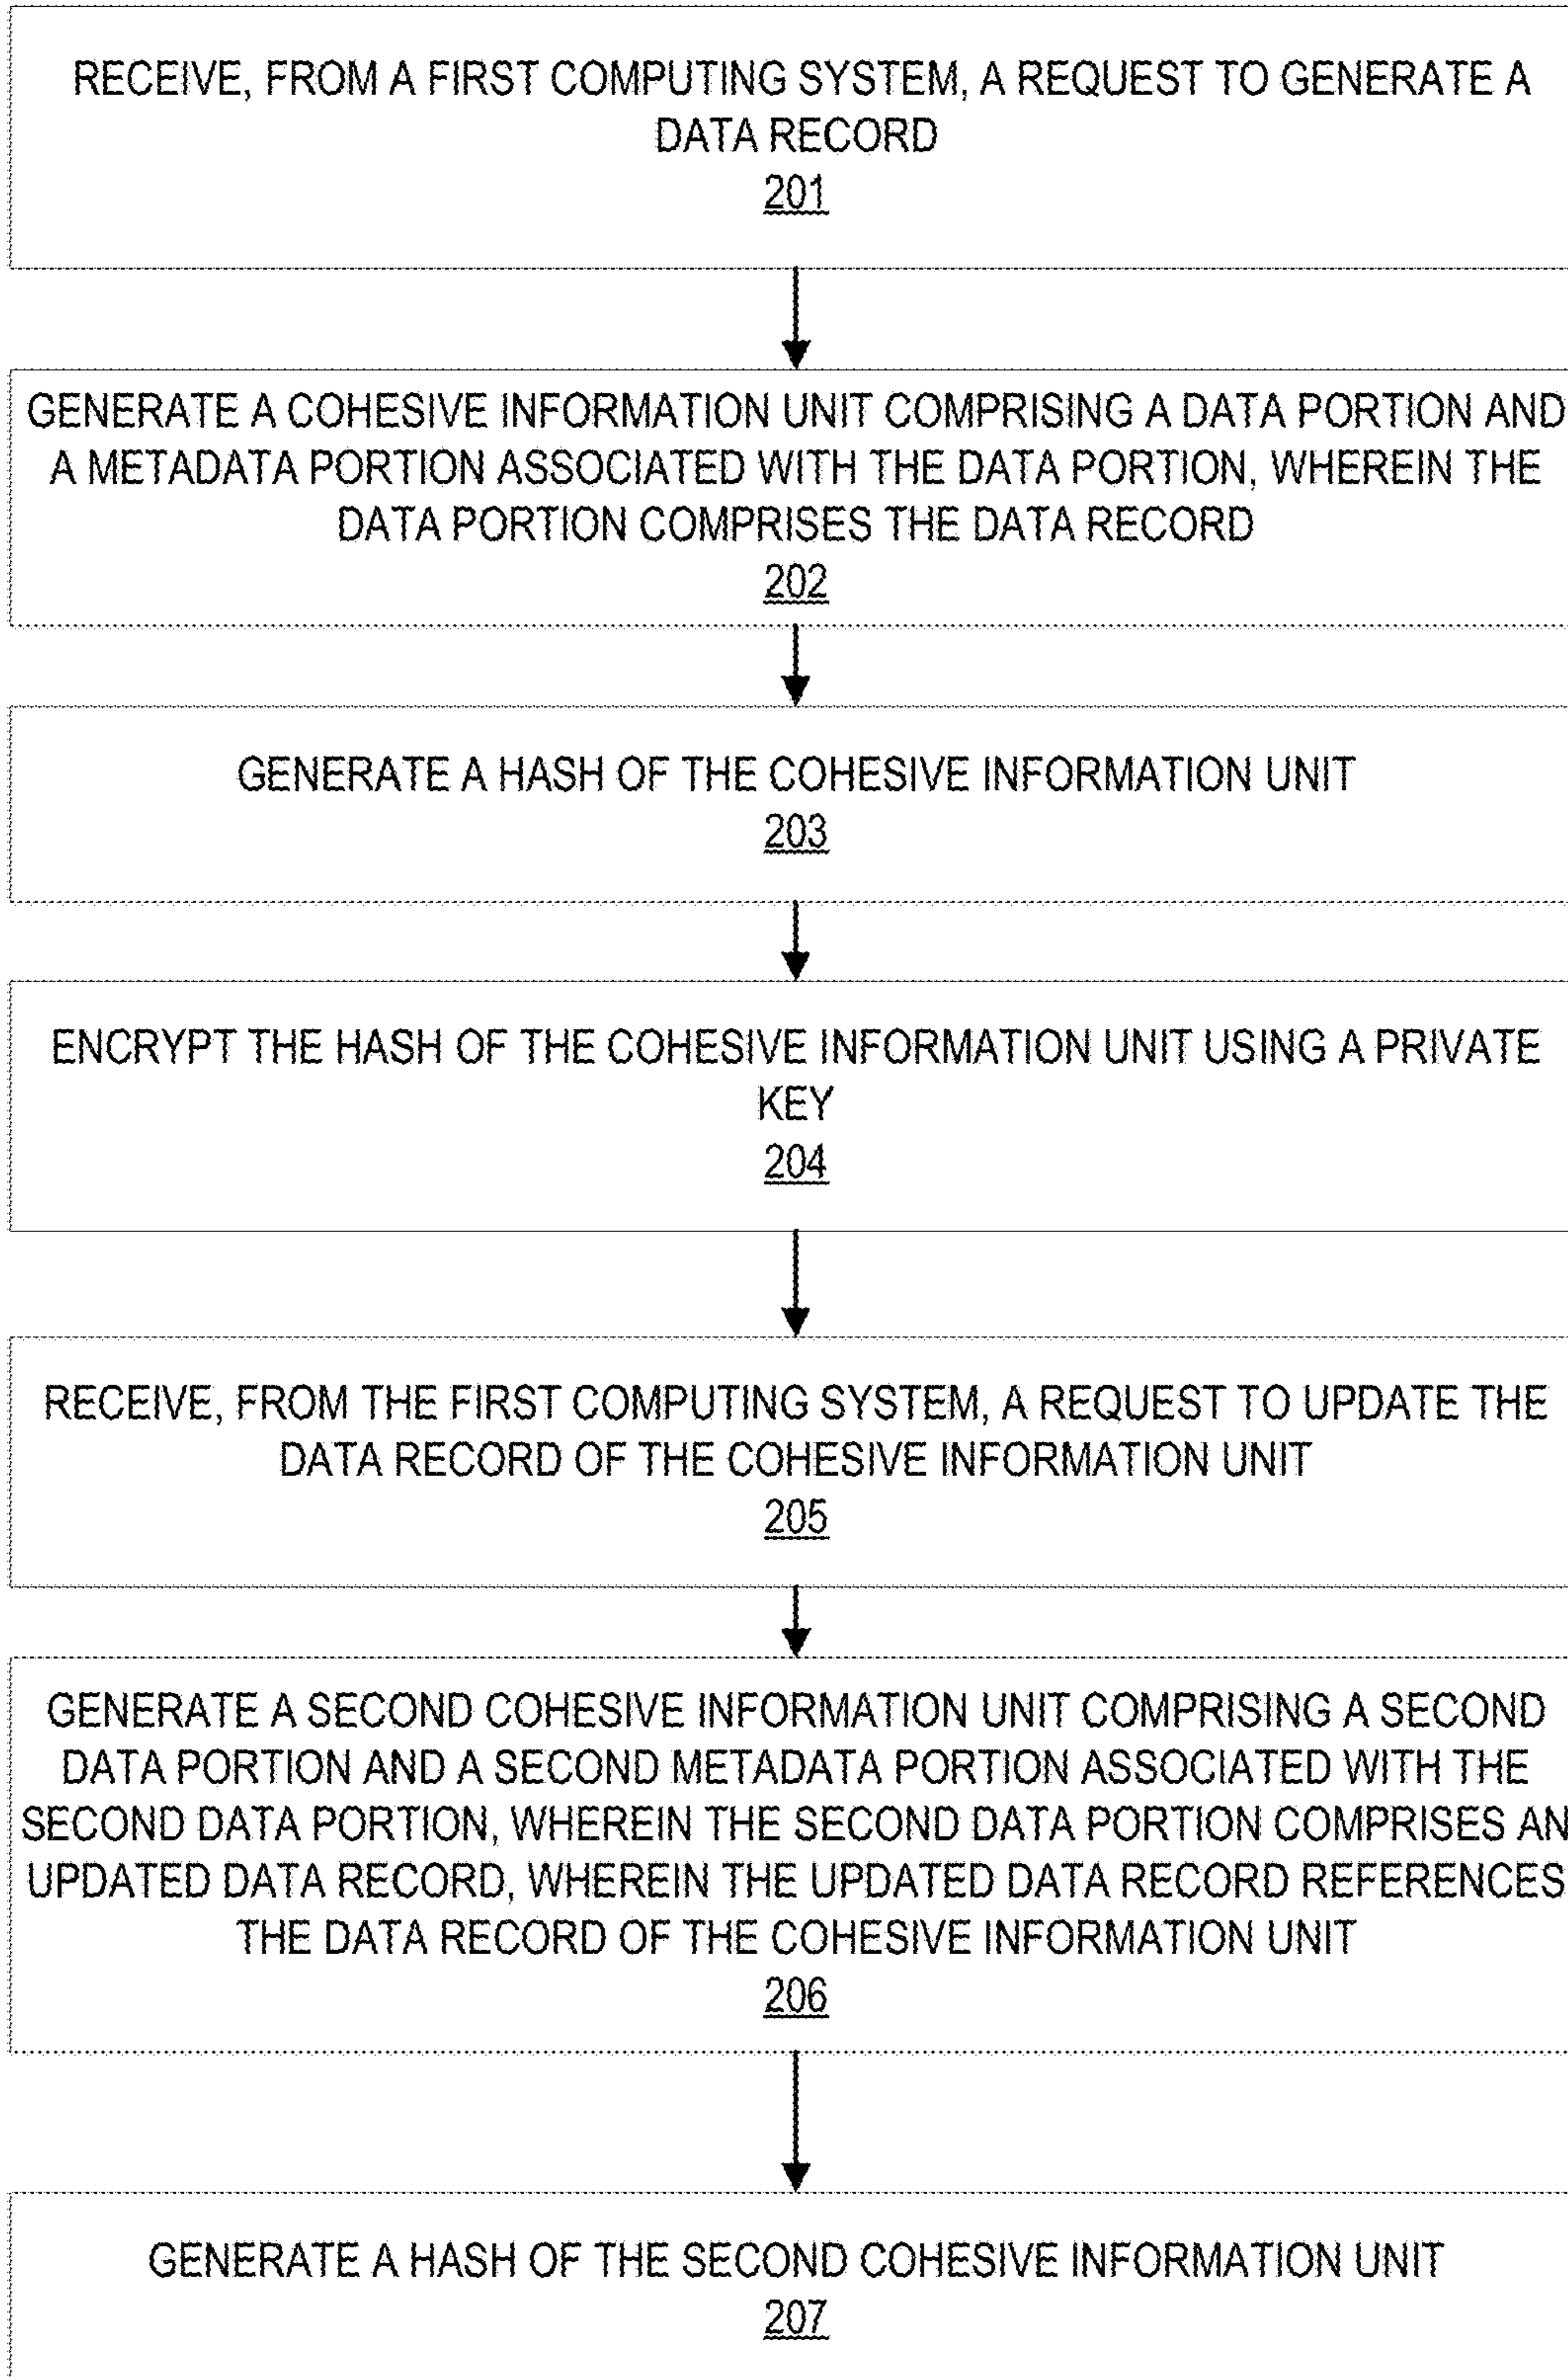 RECEIVE, FROM A FIRST COMPUTING SYSTEM, A REQUEST TO GENERATE A
DATA RECORD
201
GENERATE A COHESIVE INFORMATION UNIT COMPRISING A DATA PORTION AND
A METADATA PORTION ASSOCIATED WITH THE DATA PORTION, WHEREIN THE
DATA PORTION COMPRISES THE DATA RECORD
202
GENERATE A HASH OF THE COHESIVE INFORMATION UNIT
203
ENCRYPT THE HASH OF THE COHESIVE INFORMATION UNIT USING A PRIVATE
KEY
204
RECEIVE, FROM THE FIRST COMPUTING SYSTEM, A REQUEST TO UPDATE THE
DATA RECORD OF THE COHESIVE INFORMATION UNIT
205
GENERATE A SECOND COHESIVE INFORMATION UNIT COMPRISING A SECOND
DATA PORTION AND A SECOND METADATA PORTION ASSOCIATED WITH THE
SECOND DATA PORTION, WHEREIN THE SECOND DATA PORTION COMPRISES AN
UPDATED DATA RECORD, WHEREIN THE UPDATED DATA RECORD REFERENCES
THE DATA RECORD OF THE COHESIVE INFORMATION UNIT
206
GENERATE A HASH OF THE SECOND COHESIVE INFORMATION UNIT
207